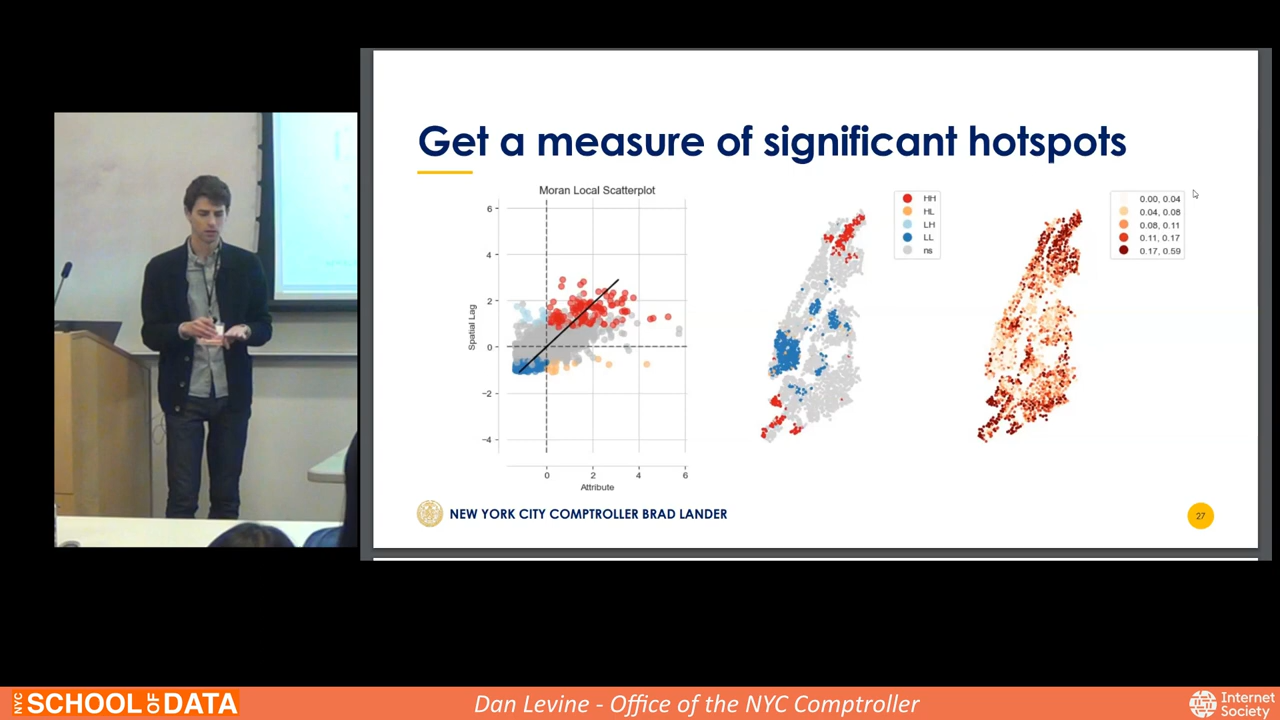 Get a measure of significant hotspots
Moran Local Scatterplot
6
4
2
0
−2
−4
Spatial Lag
0 2 4 6
Attribute
HH
HL
LH
LL
ns
0.00, 0.04
0.04, 0.08
0.08, 0.11
0.11, 0.17
0.17, 0.59
NEW YORK CITY COMPTROLLER BRAD LANDER
27
NYC SCHOOL OF DATA
Dan Levine - Office of the NYC Comptroller
Internet
Society